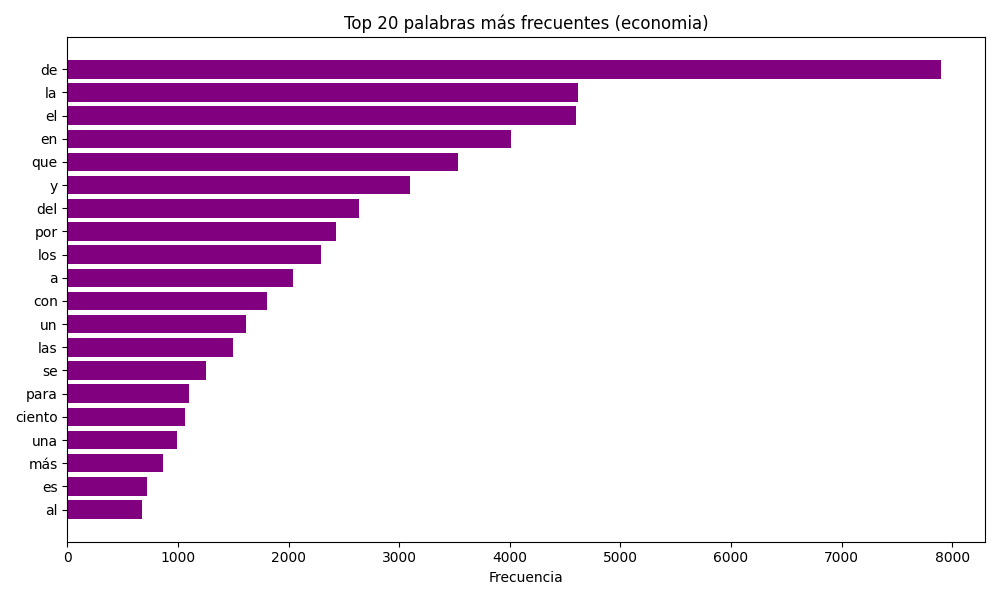 Top 20 palabras más frecuentes (economia)
de
la
el
en
que
y
del
por
los
a
con
un
las
se
para
ciento
una
más
es
al
0 1000 2000 3000 4000 5000 6000 7000 8000
Frecuencia